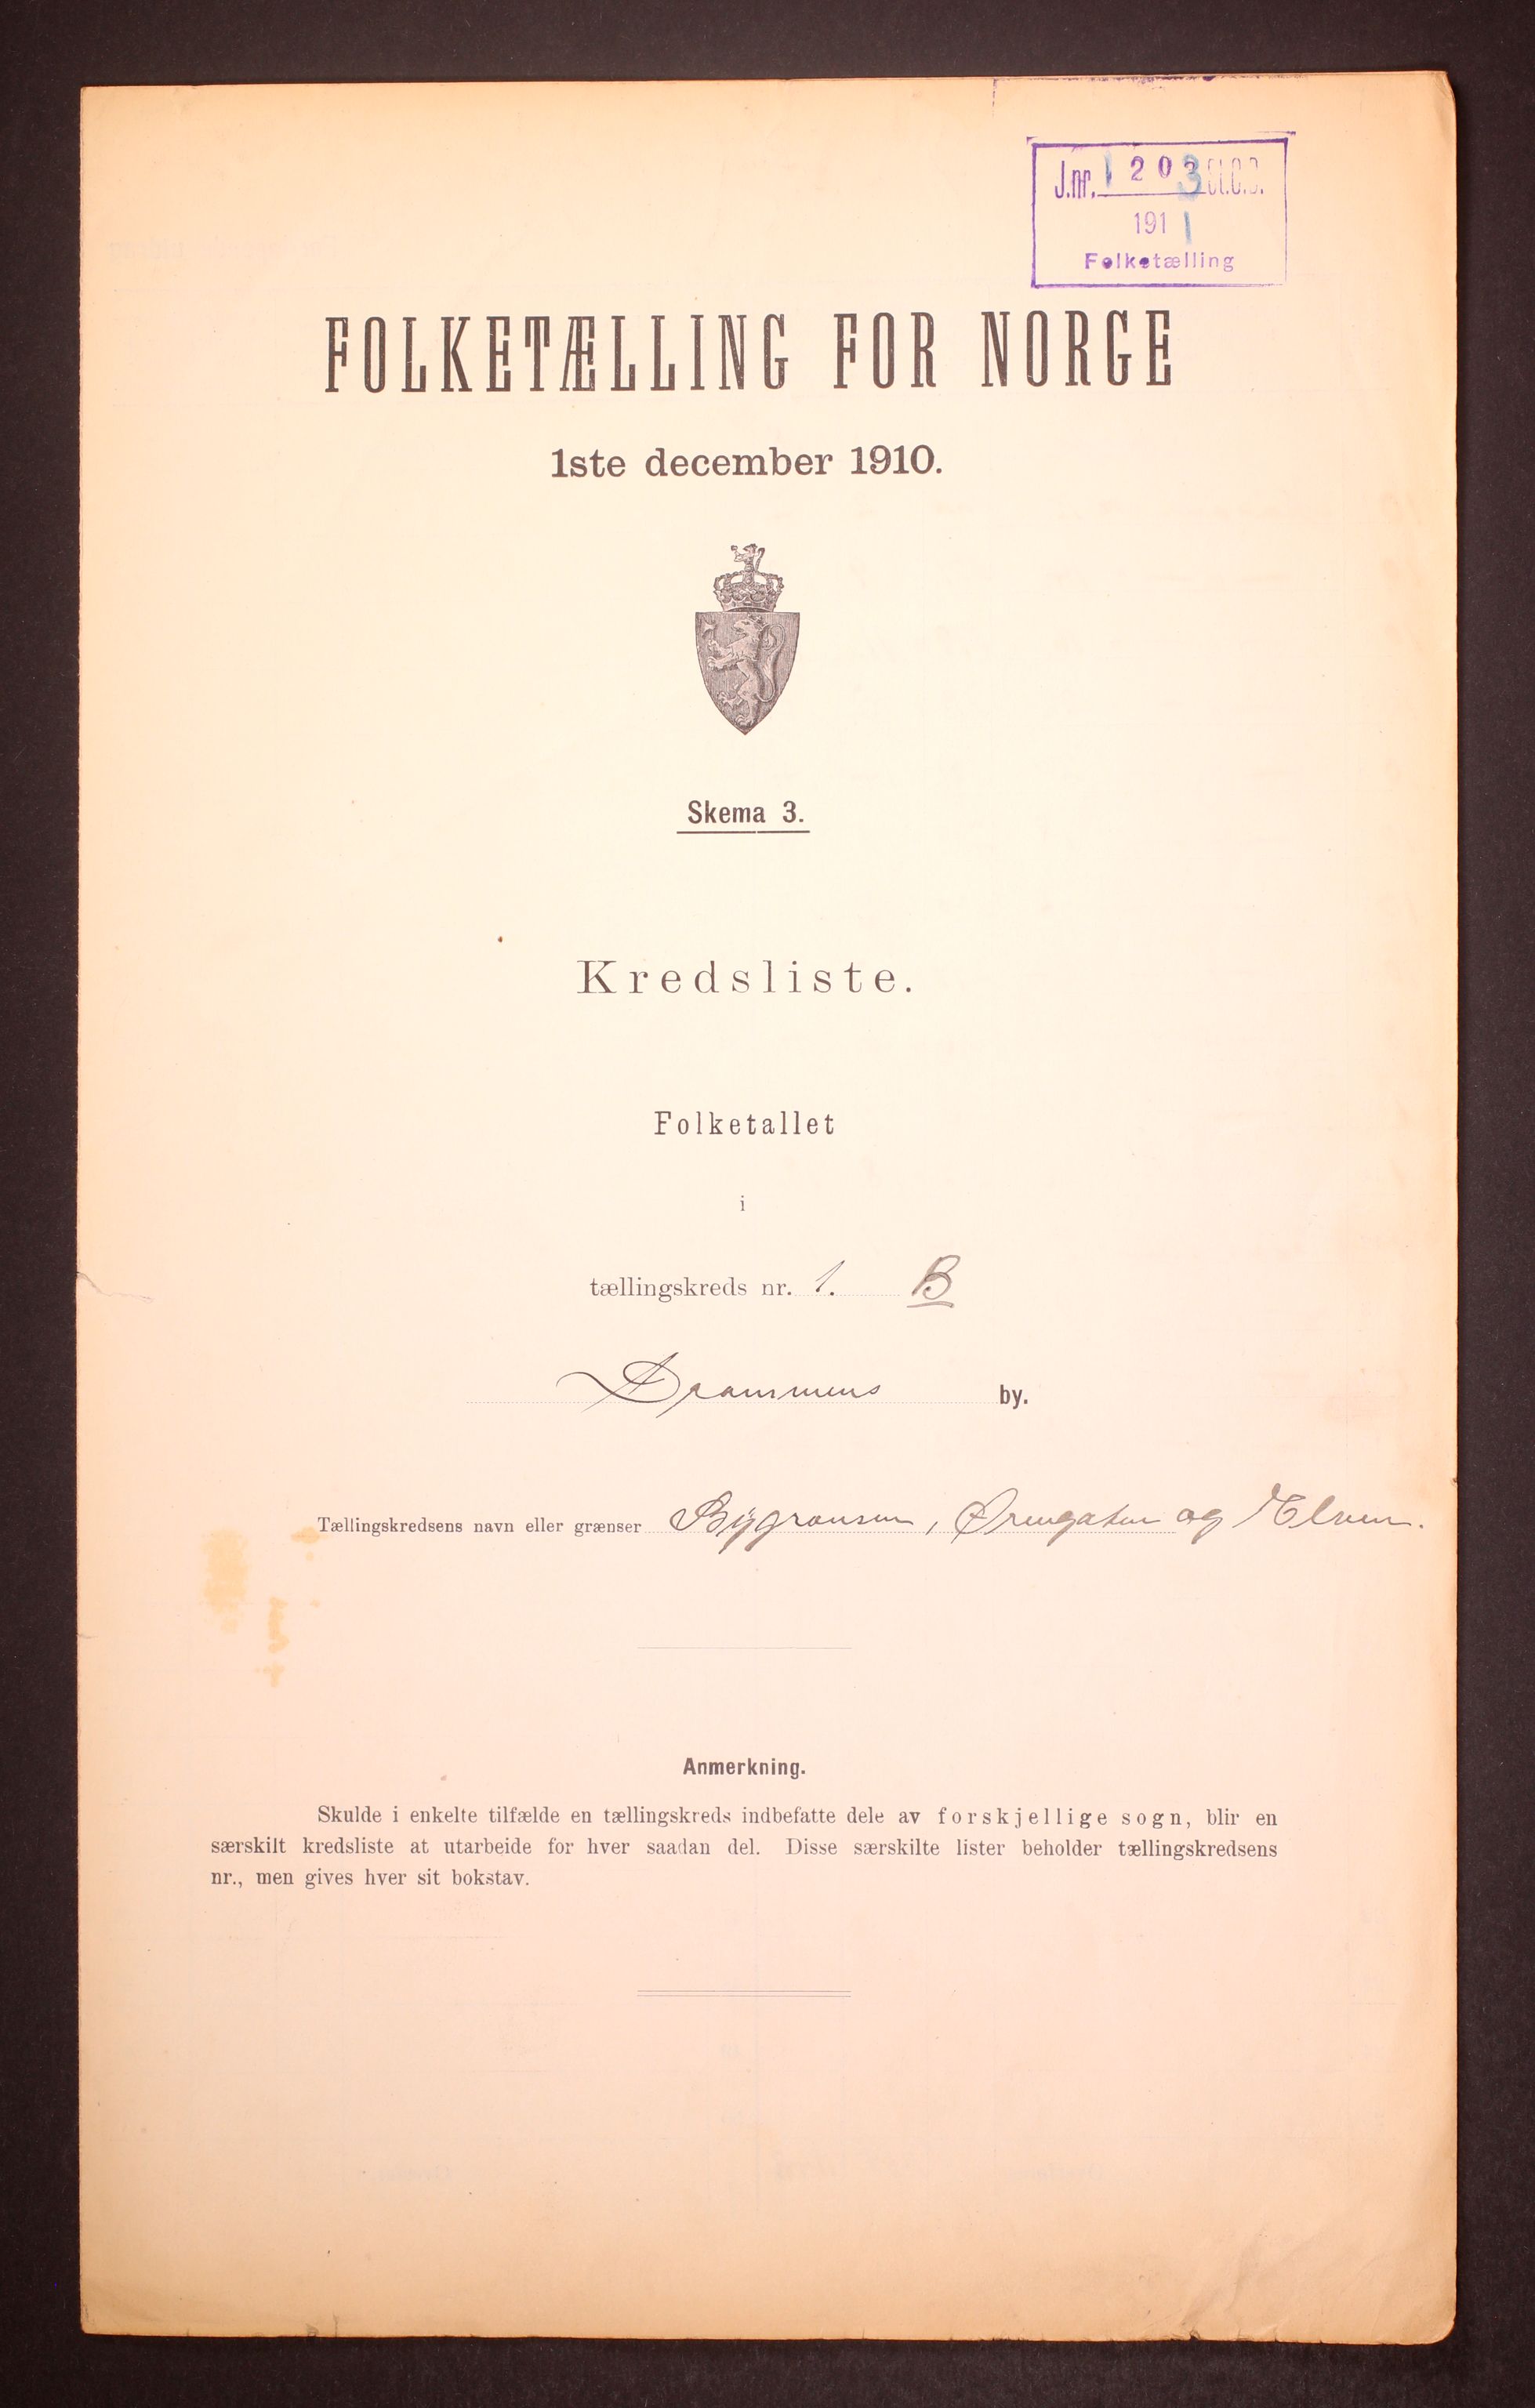 J.nr. 1203 St.C.B.
1911
Folketælling
FOLKETÆLLING FOR NORGE
1ste december 1910.
Skema 3.
Kredsliste.
Folketallet
i
tællingskreds nr. 1. B
Drammens by.
Tællingskredsens navn eller grænser Bygrænsen, Ørengaten og Elven.
Anmerkning.
Skulde i enkelte tilfælde en tællingskreds indbefatte dele av forskjellige sogn, blir en
særskilt kredsliste at utarbeide for hver saadan del. Disse særskilte lister beholder tællingskredsens
nr., men gives hver sit bokstav.